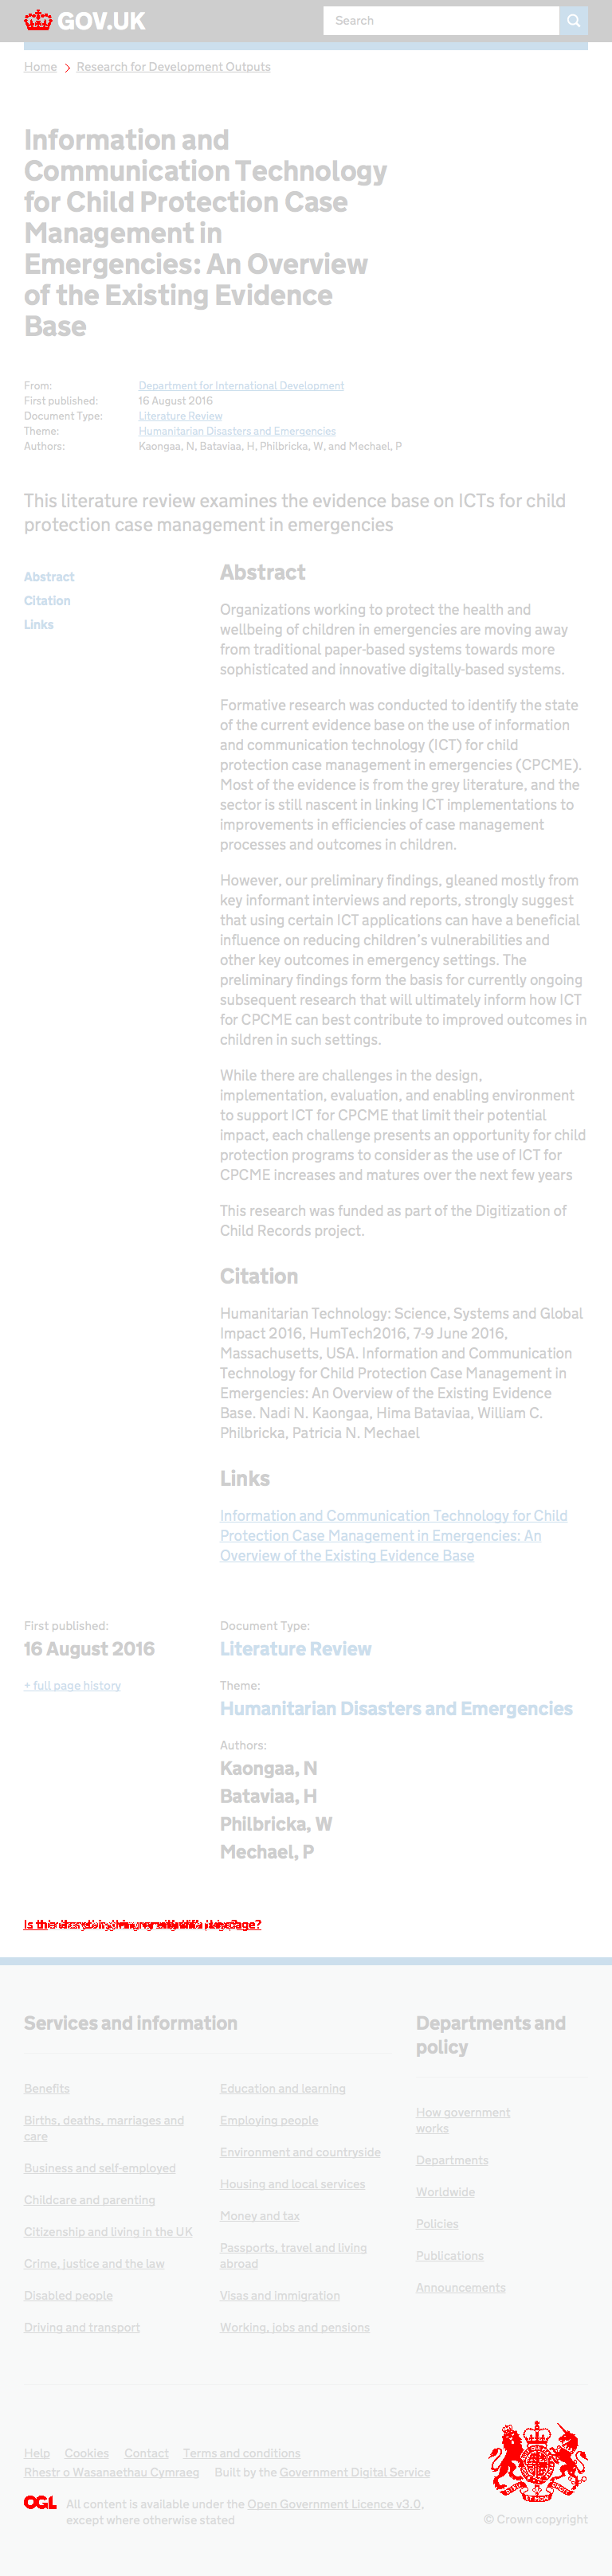 GOV.UK
Search
Home
Research for Development Outputs
Information and
Communication Technology
for Child Protection Case
Management in
Emergencies: An Overview
of the Existing Evidence
Base
From: Department for International Development
First published: 16 August 2016
Document Type: Literature Review
Theme: Humanitarian Disasters and Emergencies
Authors: Kaongaa, N, Bataviaa, H, Philbricka, W, and Mechael, P
This literature review examines the evidence base on ICTs for child
protection case management in emergencies
Abstract
Citation
Links
Abstract
Organizations working to protect the health and
wellbeing of children in emergencies are moving away
from traditional paper-based systems towards more
sophisticated and innovative digitally-based systems.
Formative research was conducted to identify the state
of the current evidence base on the use of information
and communication technology (ICT) for child
protection case management in emergencies (CPCME).
Most of the evidence is from the grey literature, and the
sector is still nascent in linking ICT implementations to
improvements in efficiencies of case management
processes and outcomes in children.
However, our preliminary findings, gleaned mostly from
key informant interviews and reports, strongly suggest
that using certain ICT applications can have a beneficial
influence on reducing children's vulnerabilities and
other key outcomes in emergency settings. The
preliminary findings form the basis for currently ongoing
subsequent research that will ultimately inform how ICT
for CPCME can best contribute to improved outcomes in
children in such settings.
While there are challenges in the design,
implementation, evaluation, and enabling environment
to support ICT for CPCME that limit their potential
impact, each challenge presents an opportunity for child
protection programs to consider as the use of ICT for
CPCME increases and matures over the next few years
This research was funded as part of the Digitization of
Child Records project.
Citation
Humanitarian Technology: Science, Systems and Global
Impact 2016, HumTech2016, 7-9 June 2016,
Massachusetts, USA. Information and Communication
Technology for Child Protection Case Management in
Emergencies: An Overview of the Existing Evidence
Base. Nadi N. Kaongaa, Hima Bataviaa, William C.
Philbricka, Patricia N. Mechael
Links
Information and Communication Technology for Child
Protection Case Management in Emergencies: An
Overview of the Existing Evidence Base
First published:
16 August 2016
+ full page history
Document Type:
Literature Review
Theme:
Humanitarian Disasters and Emergencies
Authors:
Kaongaa, N
Bataviaa, H
Philbricka, W
Mechael, P
Is this
Services and information
Benefits
Births, deaths, marriages and
care
Business and self-employed
Childcare and parenting
Citizenship and living in the UK
Crime, justice and the law
Disabled people
Driving and transport
Education and learning
Employing people
Environment and countryside
Housing and local services
Money and tax
Passports, travel and living
abroad
Visas and immigration
Working, jobs and pensions
Departments and
policy
How government
works
Departments
Worldwide
Policies
Publications
Announcements
Help Cookies Contact Terms and conditions
Rhestr o Wasanaethau Cymraeg Built by the Government Digital Service
OGL All content is available under the Open Government Licence v3.0,
except where otherwise stated
© Crown copyright